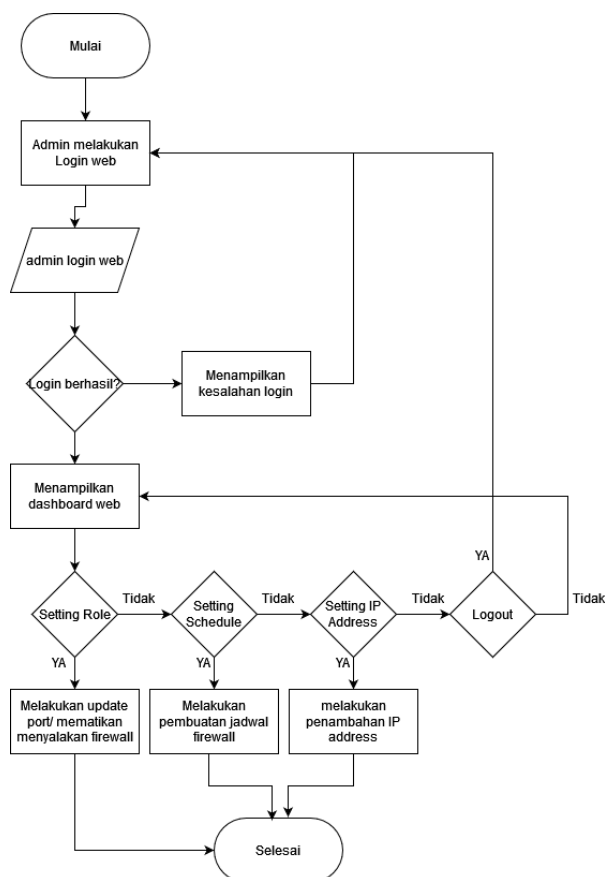 Mulai
Admin melakukan
Login web
admin login web
Login berhasil?
Menampilkan
kesalahan login
Menampilkan
dashboard web
Setting Role
Tidak
Setting
Schedule
Tidak
Setting IP
Address
Tidak
Logout
YA
Tidak
YA
YA
YA
Melakukan update
port/ mematikan
menyalakan firewall
Melakukan
pembuatan jadwal
firewall
melakukan
penambahan IP
address
Selesai